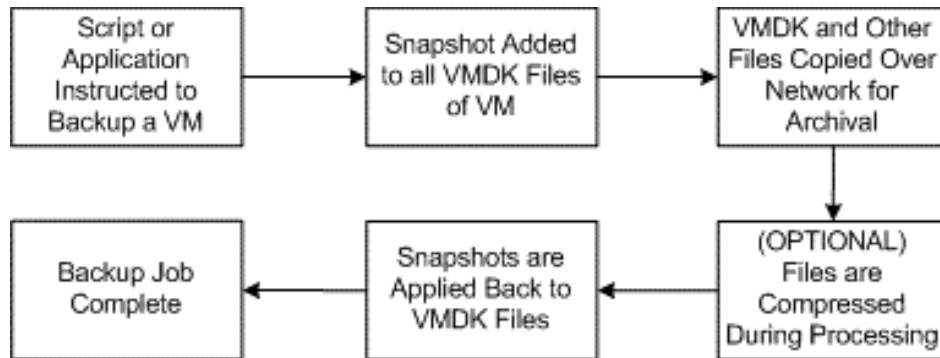 Script or
Application
Instructed to
Backup a VM
Snapshot Added
to all VMDK Files
of VM
VMDK and Other
Files Copied Over
Network for
Archival
(OPTIONAL)
Files are
Compressed
During Processing
Snapshots are
Applied Back to
VMDK Files
Backup Job
Complete